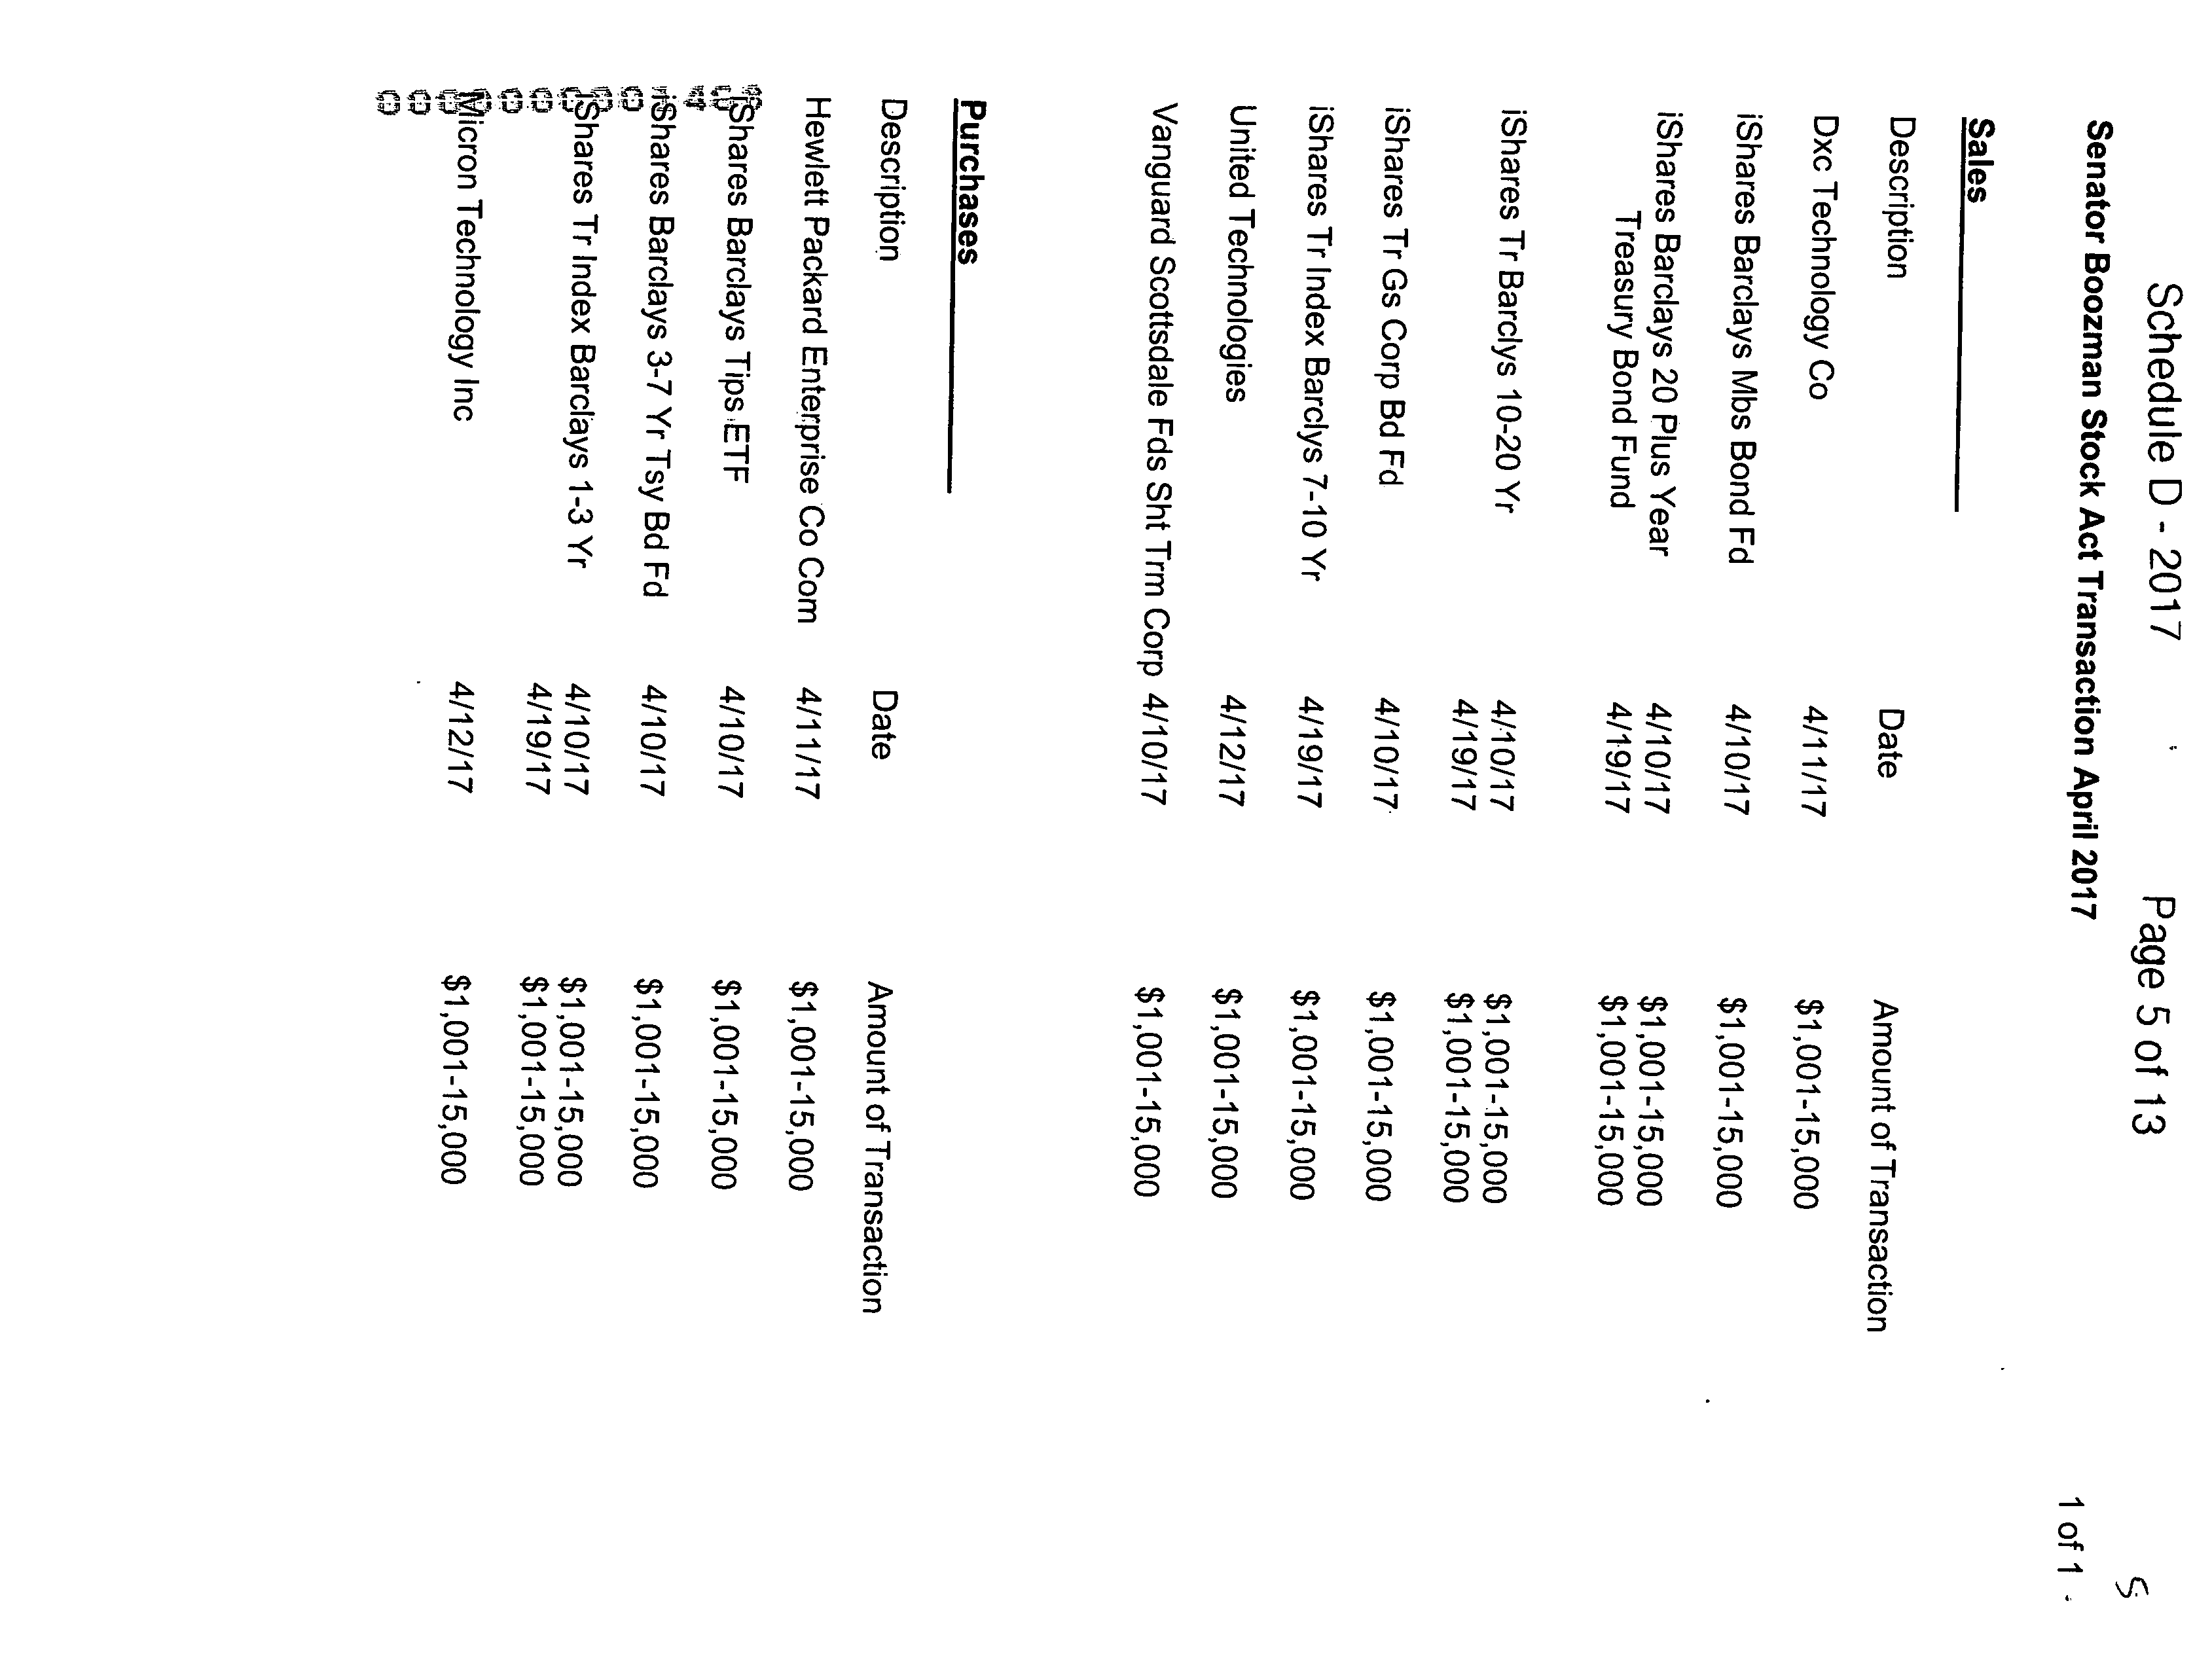 Schedule D - 2017 Page 5 of 13 5
Senator Boozman Stock Act Transaction April 2017 1 of 1
Sales
Description Date Amount of Transaction
Dxc Technology Co 4/11/17 $1,001-15,000
iShares Barclays Mbs Bond Fd 4/10/17 $1,001-15,000
iShares Barclays 20 Plus Year 4/10/17 $1,001-15,000
Treasury Bond Fund 4/19/17 $1,001-15,000
iShares Tr Barclys 10-20 Yr 4/10/17 $1,001-15,000
4/19/17 $1,001-15,000
iShares Tr Gs Corp Bd Fd 4/10/17 $1,001-15,000
iShares Tr Index Barclys 7-10 Yr 4/19/17 $1,001-15,000
United Technologies 4/12/17 $1,001-15,000
Vanguard Scottsdale Fds Sht Trm Corp 4/10/17 $1,001-15,000
Purchases
Description Date Amount of Transaction
Hewlett Packard Enterprise Co Com 4/11/17 $1,001-15,000
iShares Barclays Tips ETF 4/10/17 $1,001-15,000
iShares Barclays 3-7 Yr Tsy Bd Fd 4/10/17 $1,001-15,000
iShares Tr Index Barclays 1-3 Yr 4/10/17 $1,001-15,000
4/19/17 $1,001-15,000
Micron Technology Inc 4/12/17 $1,001-15,000